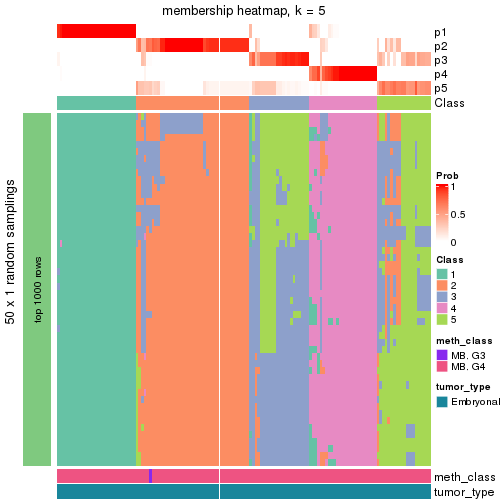 membership heatmap, k = 5
p1
p2
p3
p4
p5
Class
50 x 1 random samplings
top 1000 rows
Prob
1
0.5
0
Class
1
2
3
4
5
meth_class
MB. G3
MB. G4
tumor_type
Embryonal
meth_class
tumor_type